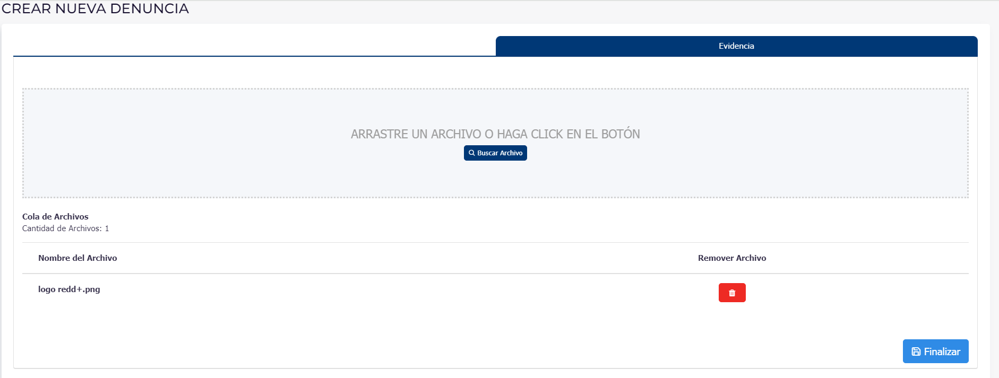 CREAR NUEVA DENUNCIA
Evidencia
ARRASTRE UN ARCHIVO O HAGA CLICK EN EL BOTÓN
Buscar Archivo
Cola de Archivos
Cantidad de Archivos: 1
Nombre del Archivo Remover Archivo
logo redd+.png
Finalizar